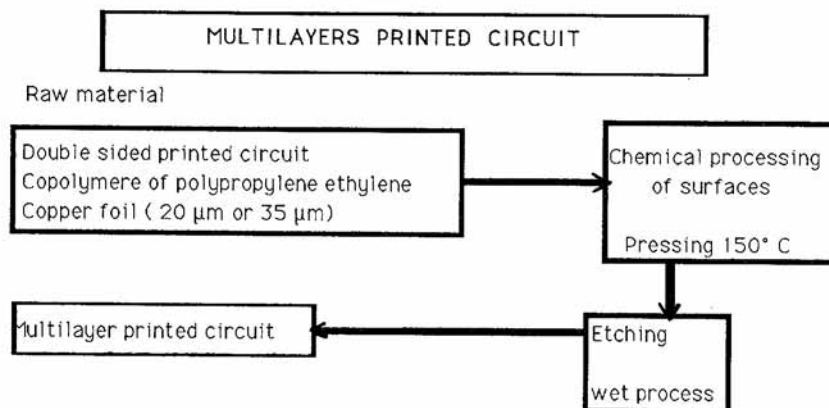 MULTILAYERS PRINTED CIRCUIT
Raw material
Double sided printed circuit
Copolymere of polypropylene ethylene
Copper foil ( 20 µm or 35 µm)
Chemical processing
of surfaces
Pressing 150° C
Multilayer printed circuit
Etching
wet process